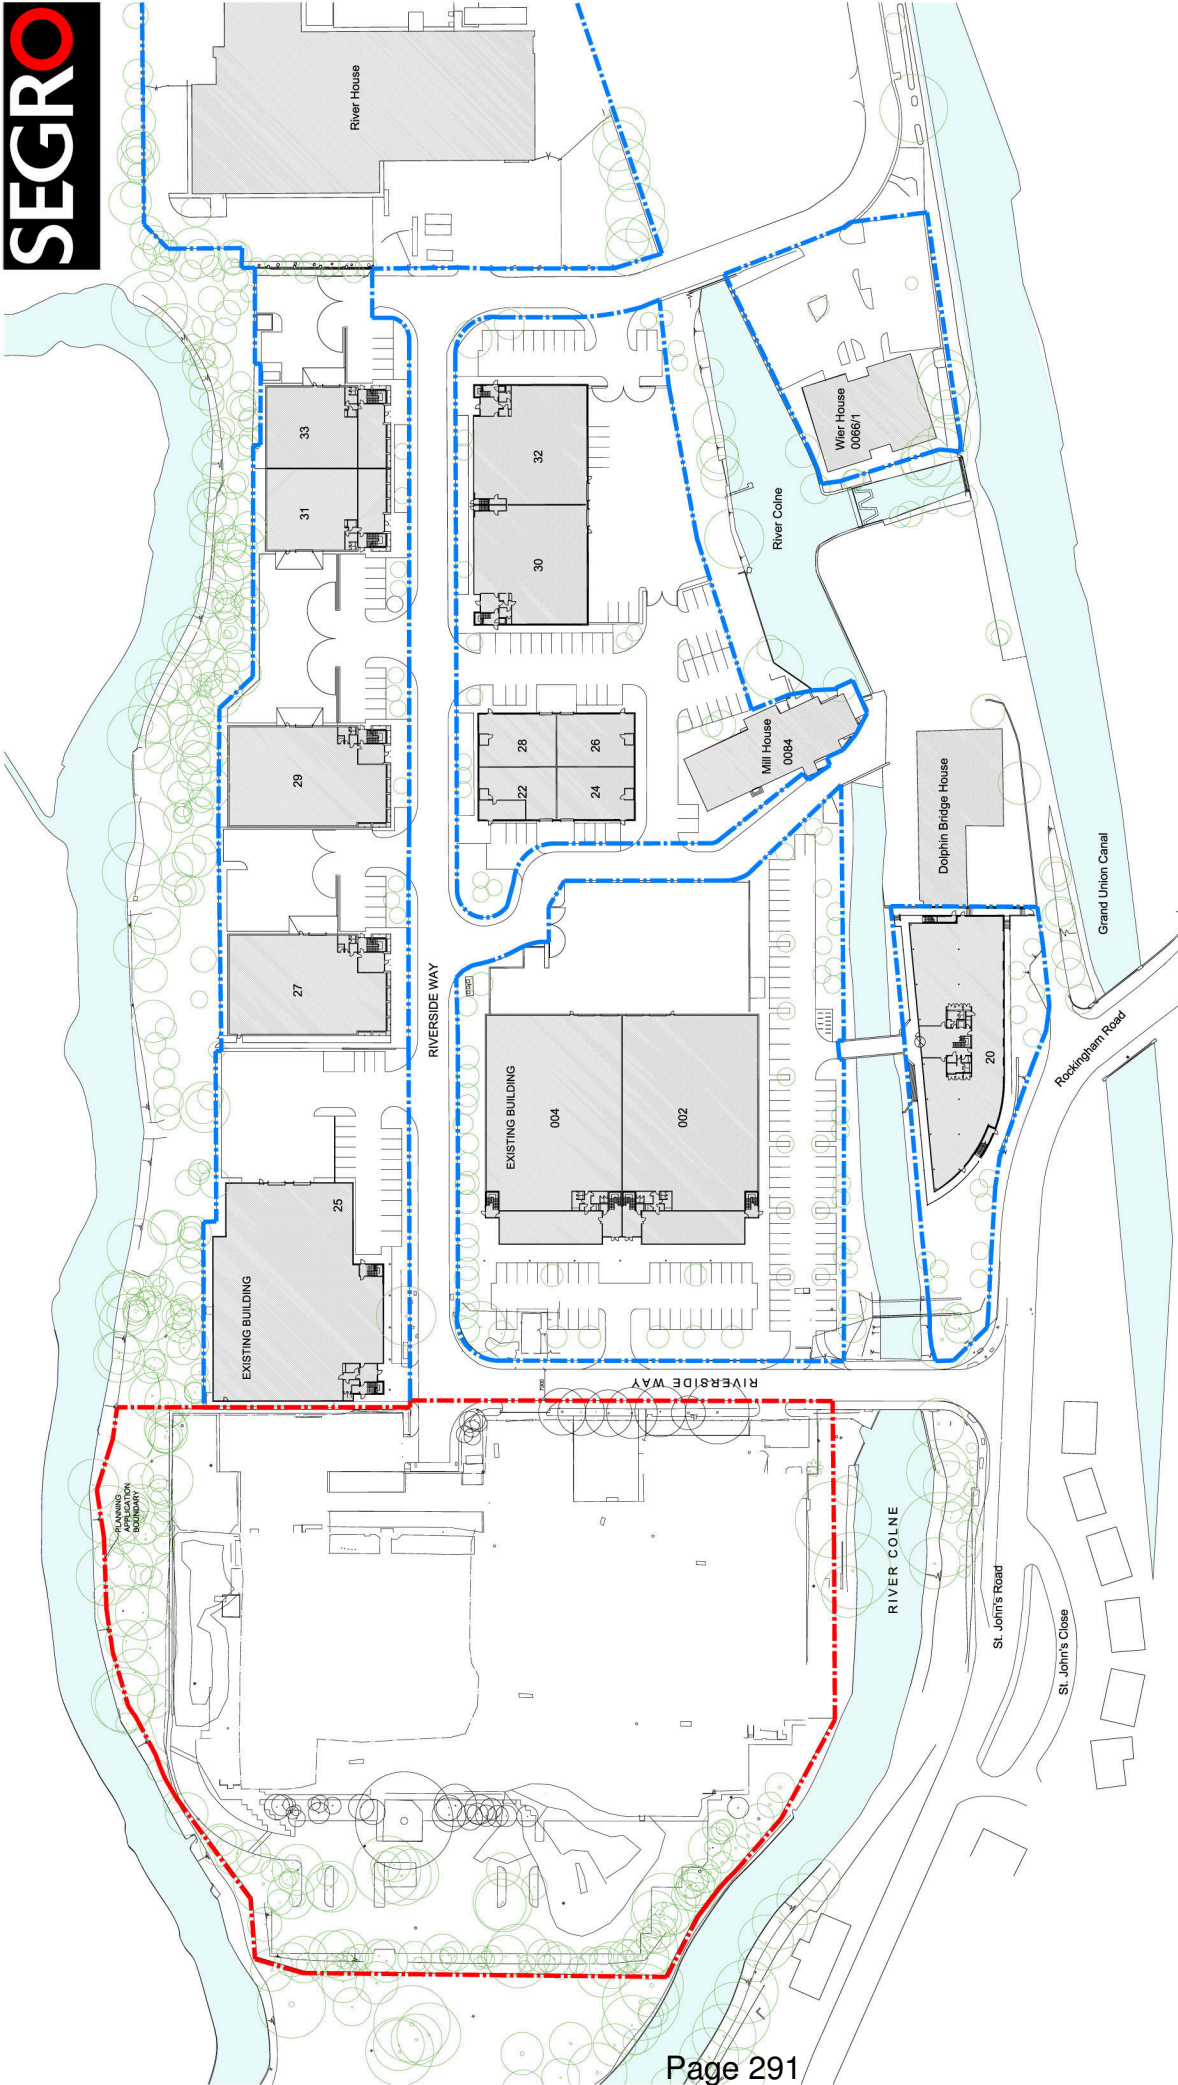 SEGRO
River House
33
31
32
30
Wier House
0066/1
River Colne
29
28
26
22
24
Mill House
0084
Dolphin Bridge House
Grand Union Canal
27
RIVERSIDE WAY
EXISTING BUILDING
004
002
20
Rockingham Road
25
EXISTING BUILDING
RIVERSIDE WAY
7300
PLANNING
APPLICATION
BOUNDARY
RIVER COLNE
St. John's Road
St. John's Close
Page 291